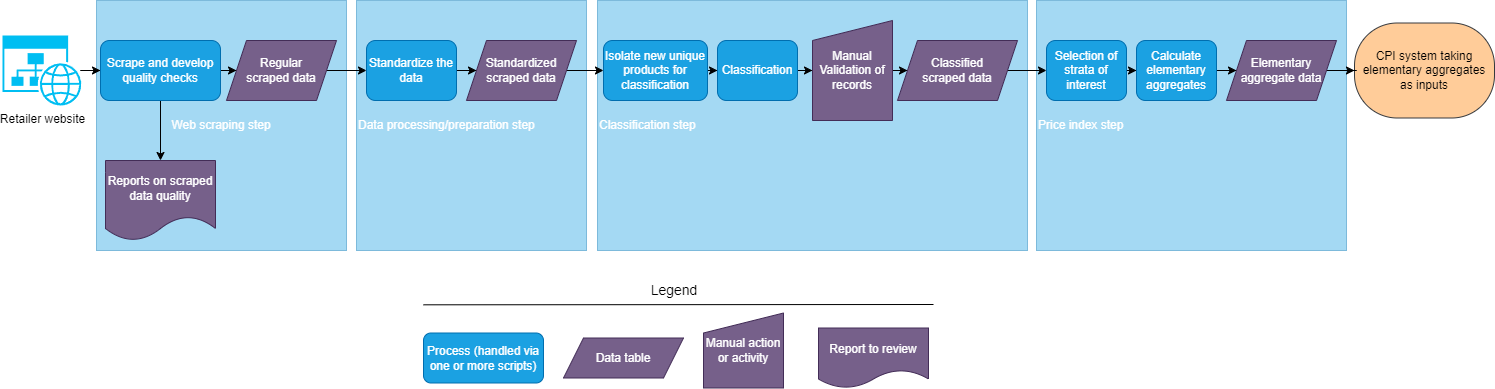 Retailer website
Scrape and develop
quality checks
Regular
scraped data
Web scraping step
Reports on scraped
data quality
Standardize the
data
Standardized
scraped data
Data processing/preparation step
Isolate new unique
products for
classification
Classification
Manual
Validation of
records
Classified
scraped data
Classification step
Selection of
strata of
interest
Calculate
elementary
aggregates
Elementary
aggregate data
Price index step
CPI system taking
elementary aggregates
as inputs
Legend
Process (handled via
one or more scripts)
Data table
Manual action
or activity
Report to review